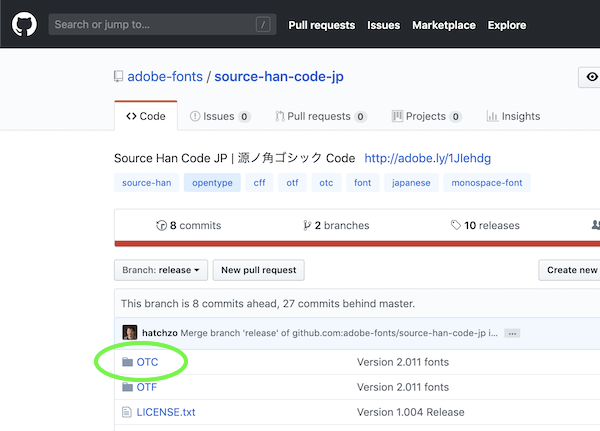 Search or jump to... /
Pull requests Issues Marketplace Explore
adobe-fonts / source-han-code-jp
Code Issues 0 Pull requests 0 Projects 0 Insights
Source Han Code JP | 源ノ角ゴシック Code http://adobe.ly/1JIehdg
source-han opentype cff otf otc font japanese monospace-font
8 commits 2 branches 10 releases
Branch: release New pull request Create new
This branch is 8 commits ahead, 27 commits behind master.
hatchzo Merge branch 'release' of github.com:adobe-fonts/source-han-code-jp i... ...
OTC Version 2.011 fonts
OTF Version 2.011 fonts
LICENSE.txt Version 1.004 Release